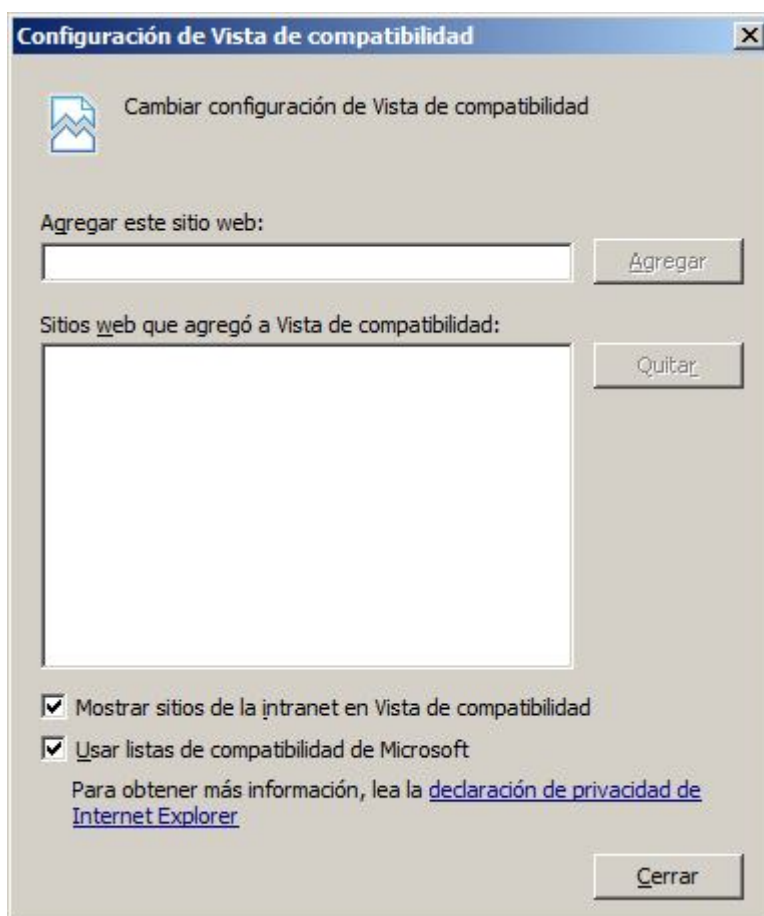 Configuración de Vista de compatibilidad
Cambiar configuración de Vista de compatibilidad
Agregar este sitio web:
Agregar
Sitios web que agregó a Vista de compatibilidad:
Quitar
Mostrar sitios de la intranet en Vista de compatibilidad
Usar listas de compatibilidad de Microsoft
Para obtener más información, lea la declaración de privacidad de
Internet Explorer
Cerrar